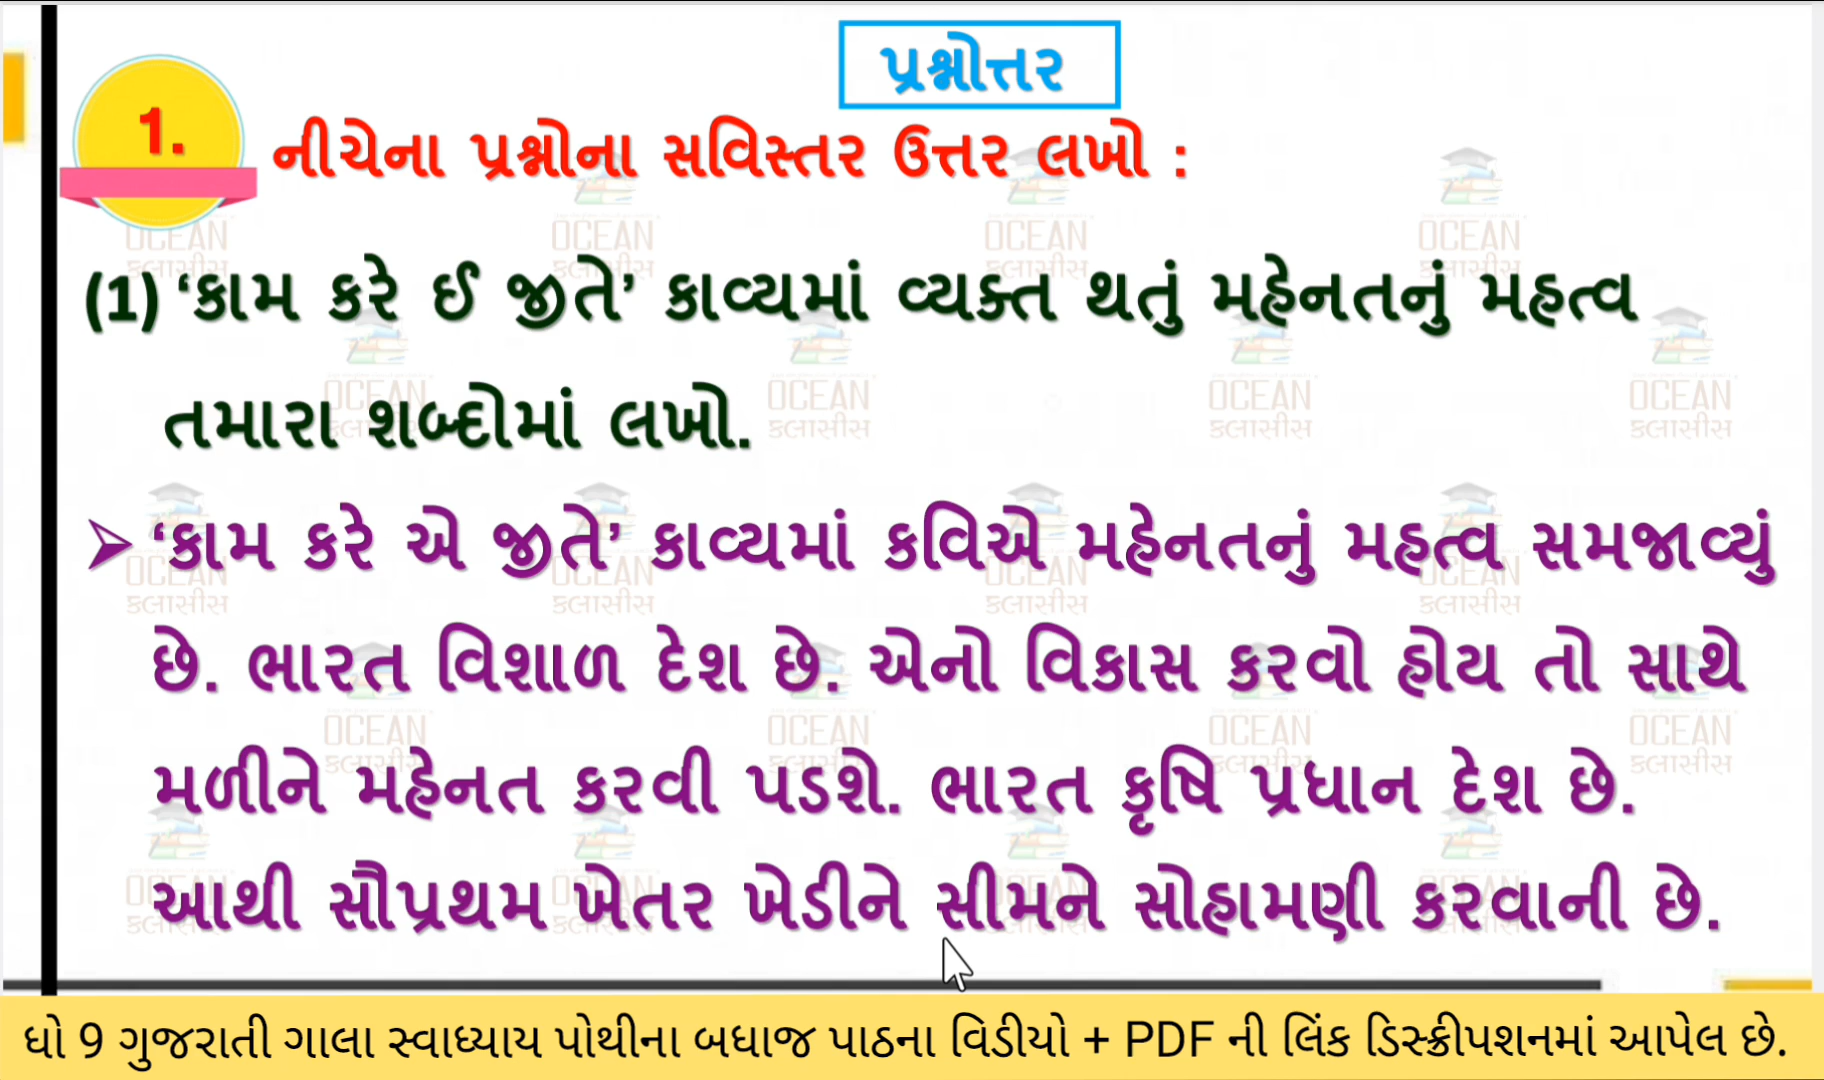 પ્રશ્નોત્તર
1. નીચેના પ્રશ્નોના સવિસ્તર ઉત્તર લખો :
(1) ‘કામ કરે ઈ જીતે’ કાવ્યમાં વ્યક્ત થતું મહેનતનું મહત્વ
તમારા શબ્દોમાં લખો.
➢ ‘કામ કરે એ જીતે’ કાવ્યમાં કવિએ મહેનતનું મહત્વ સમજાવ્યું
છે. ભારત વિશાળ દેશ છે. એનો વિકાસ કરવો હોય તો સાથે
મળીને મહેનત કરવી પડશે. ભારત કૃષિ પ્રધાન દેશ છે.
આથી સૌપ્રથમ ખેતર ખેડીને સીમને સોહામણી કરવાની છે.
ધો 9 ગુજરાતી ગાલા સ્વાધ્યાય પોથીના બધાજ પાઠના વિડીયો + PDF ની લિંક ડિસ્ક્રીપશનમાં આપેલ છે.
OCEAN
ક્લાસીસ